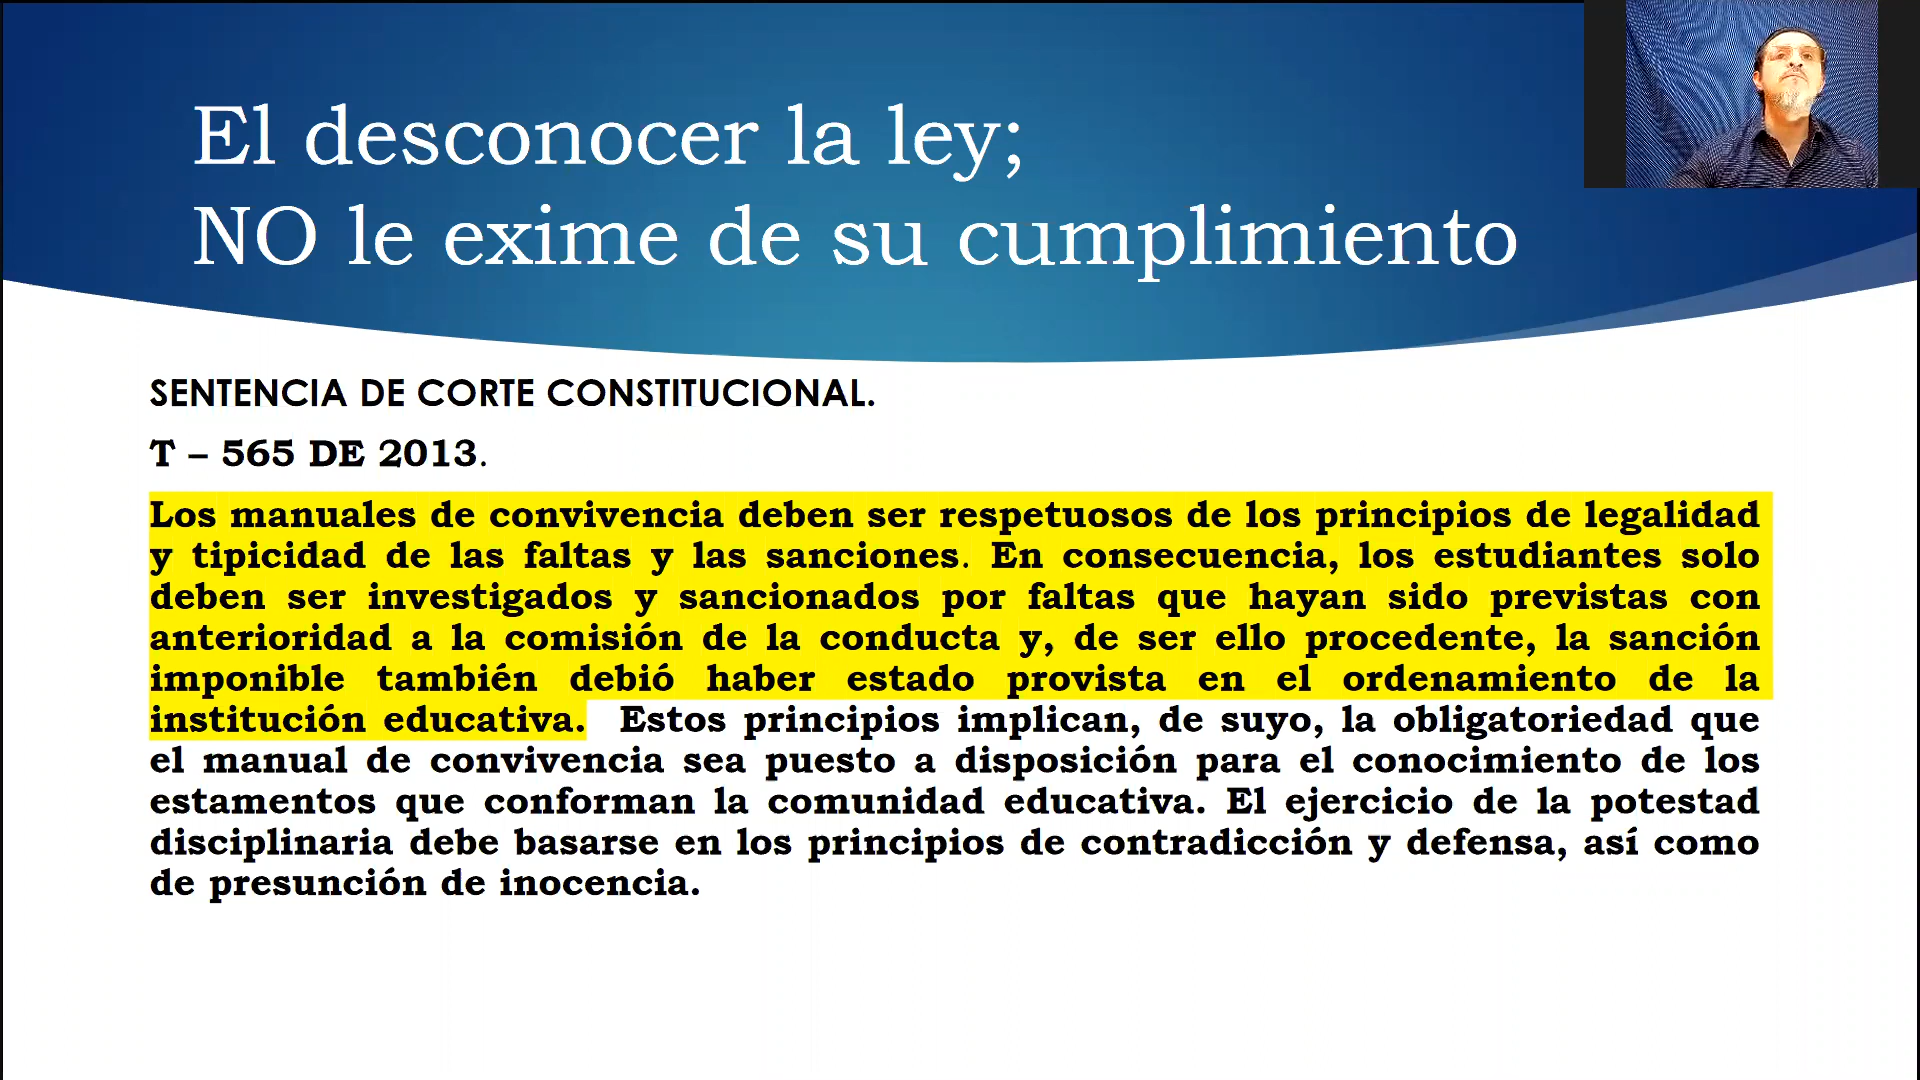 El desconocer la ley;
NO le exime de su cumplimiento
SENTENCIA DE CORTE CONSTITUCIONAL.
T – 565 DE 2013.
Los manuales de convivencia deben ser respetuosos de los principios de legalidad
y tipicidad de las faltas y las sanciones. En consecuencia, los estudiantes solo
deben ser investigados y sancionados por faltas que hayan sido previstas con
anterioridad a la comisión de la conducta y, de ser ello procedente, la sanción
imponible también debió haber estado provista en el ordenamiento de la
institución educativa. Estos principios implican, de suyo, la obligatoriedad que
el manual de convivencia sea puesto a disposición para el conocimiento de los
estamentos que conforman la comunidad educativa. El ejercicio de la potestad
disciplinaria debe basarse en los principios de contradicción y defensa, así como
de presunción de inocencia.